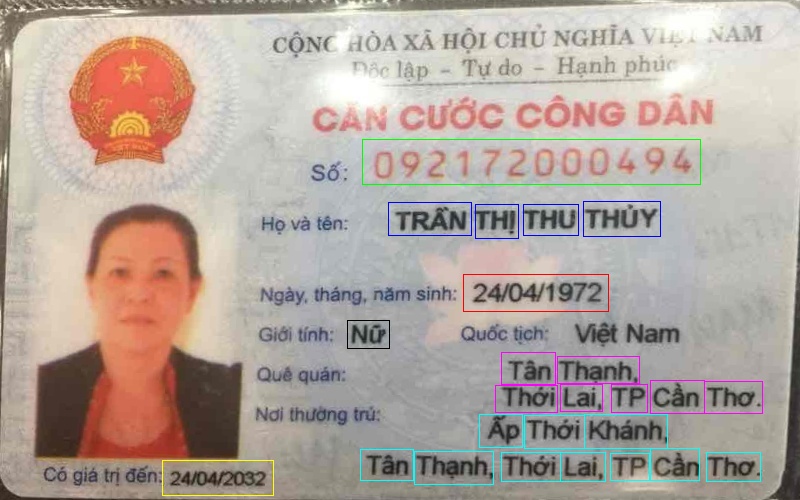 CỘNG HÒA XÃ HỘI CHỦ NGHĨA VIỆT NAM
Độc lập - Tự do - Hạnh phúc
CĂN CƯỚC CÔNG DÂN
Số: 092172000494
Họ và tên: TRẦN THỊ THU THỦY
Ngày, tháng, năm sinh: 24/04/1972
Giới tính: Nữ Quốc tịch: Việt Nam
Quê quán: Tân Thạnh,
Thới Lai, TP Cần Thơ.
Nơi thường trú: Ấp Thới Khánh,
Tân Thạnh, Thới Lai, TP Cần Thơ.
Có giá trị đến: 24/04/2032